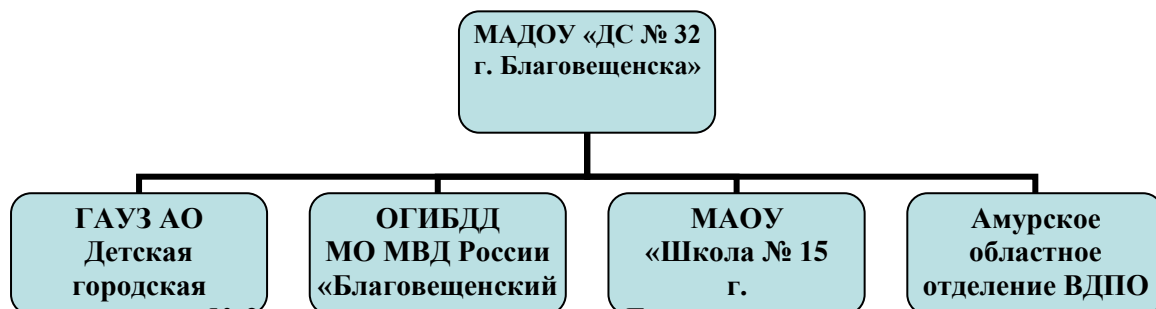 МАДОУ «ДС № 32
г. Благовещенска»
ГАУЗ АО
Детская
городская
ОГИБДД
МО МВД России
«Благовещенский
МАОУ
«Школа № 15
г.
Амурское
областное
отделение ВДПО